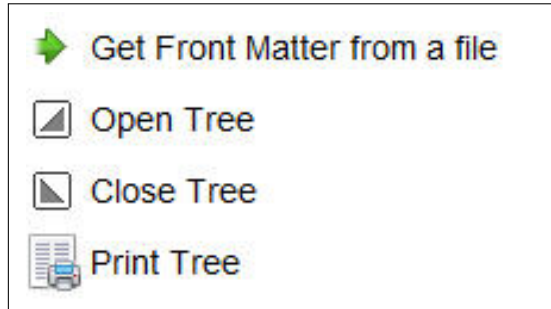 Get Front Matter from a file
Open Tree
Close Tree
Print Tree